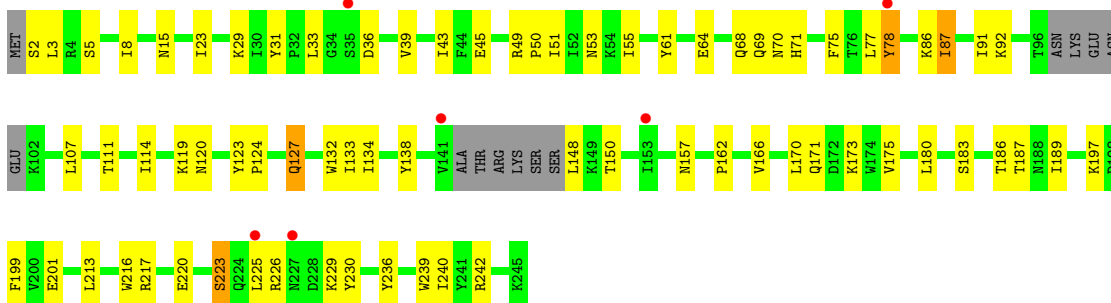 MET S2 L3 R4 S5 I8 N15 I23 K29 I30 Y31 P32 L33 G34 S35 D36 V39 I43 F44 E45 R49 P50 I51 I52 N53 K54 I55 Y61 E64 Q68 Q69 N70 H71 F75 T76 L77 Y78 K86 I87 I91 K92 T96 ASN LYS GLU ASN
GLU K102 L107 T111 I114 K119 N120 Y123 P124 Q127 W132 I133 I134 Y138 V141 ALA THR ARG LYS SER SER L148 K149 T150 I153 N157 P162 V166 L170 Q171 D172 K173 W174 V175 L180 S183 T186 T187 N188 I189 K197
F199 V200 E201 L213 W216 R217 E220 S223 Q224 L225 R226 N227 D228 K229 Y230 Y236 W239 I240 Y241 R242 K245